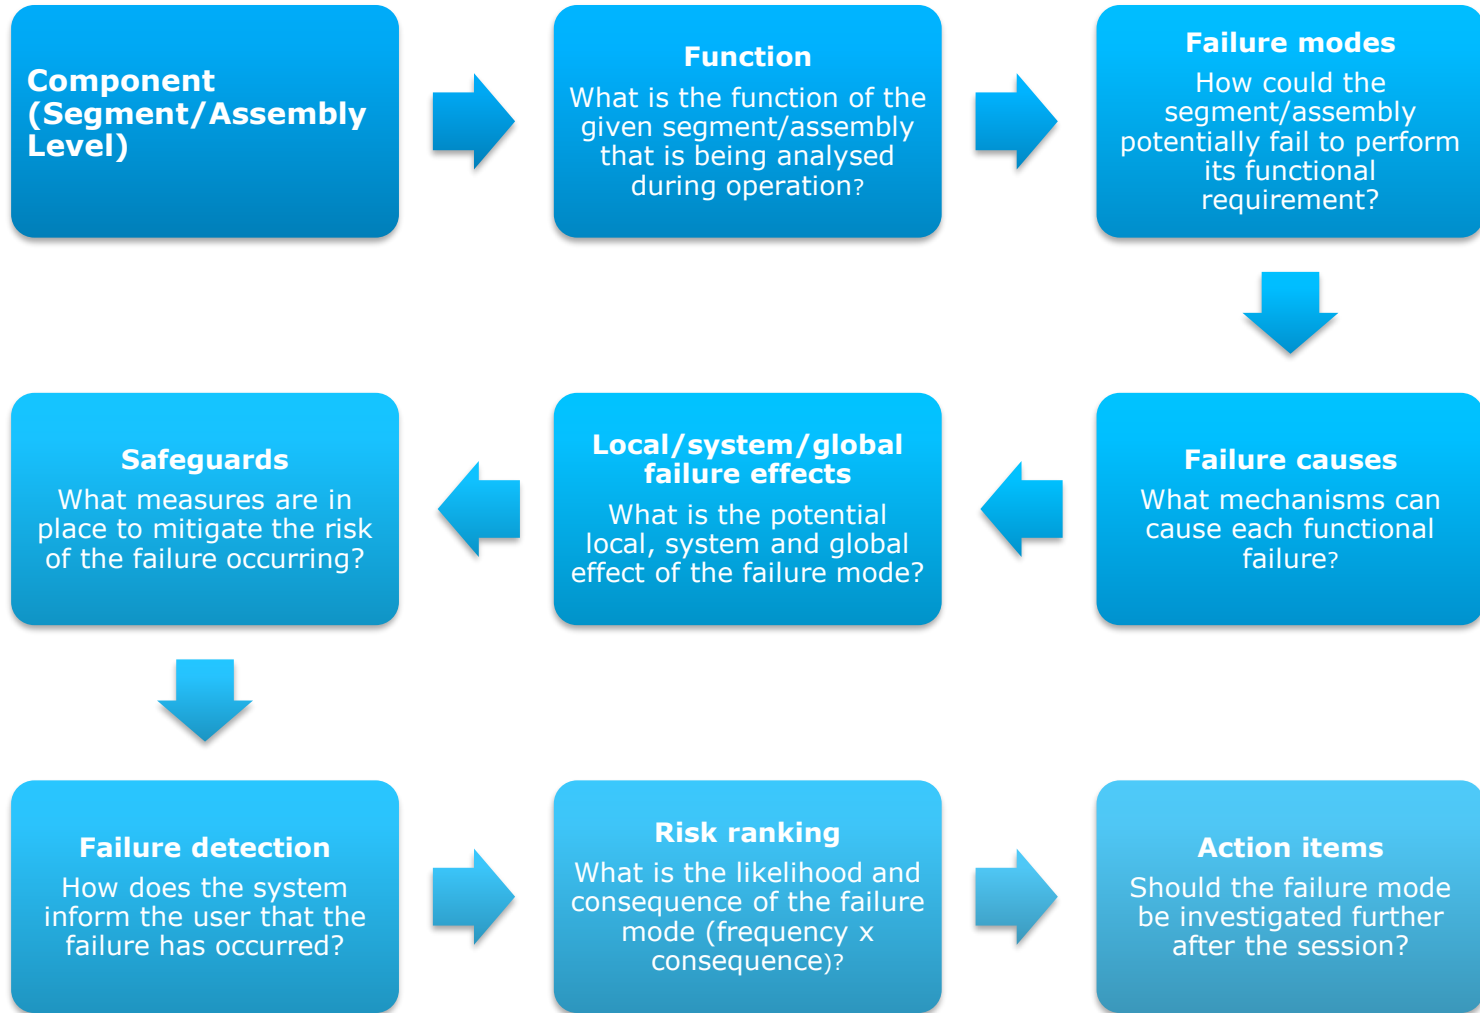 Component
(Segment/Assembly
Level)
Function
What is the function of the
given segment/assembly
that is being analysed
during operation?
Failure modes
How could the
segment/assembly
potentially fail to perform
its functional
requirement?
Failure causes
What mechanisms can
cause each functional
failure?
Local/system/global
failure effects
What is the potential
local, system and global
effect of the failure mode?
Safeguards
What measures are in
place to mitigate the risk
of the failure occurring?
Failure detection
How does the system
inform the user that the
failure has occurred?
Risk ranking
What is the likelihood and
consequence of the failure
mode (frequency x
consequence)?
Action items
Should the failure mode
be investigated further
after the session?